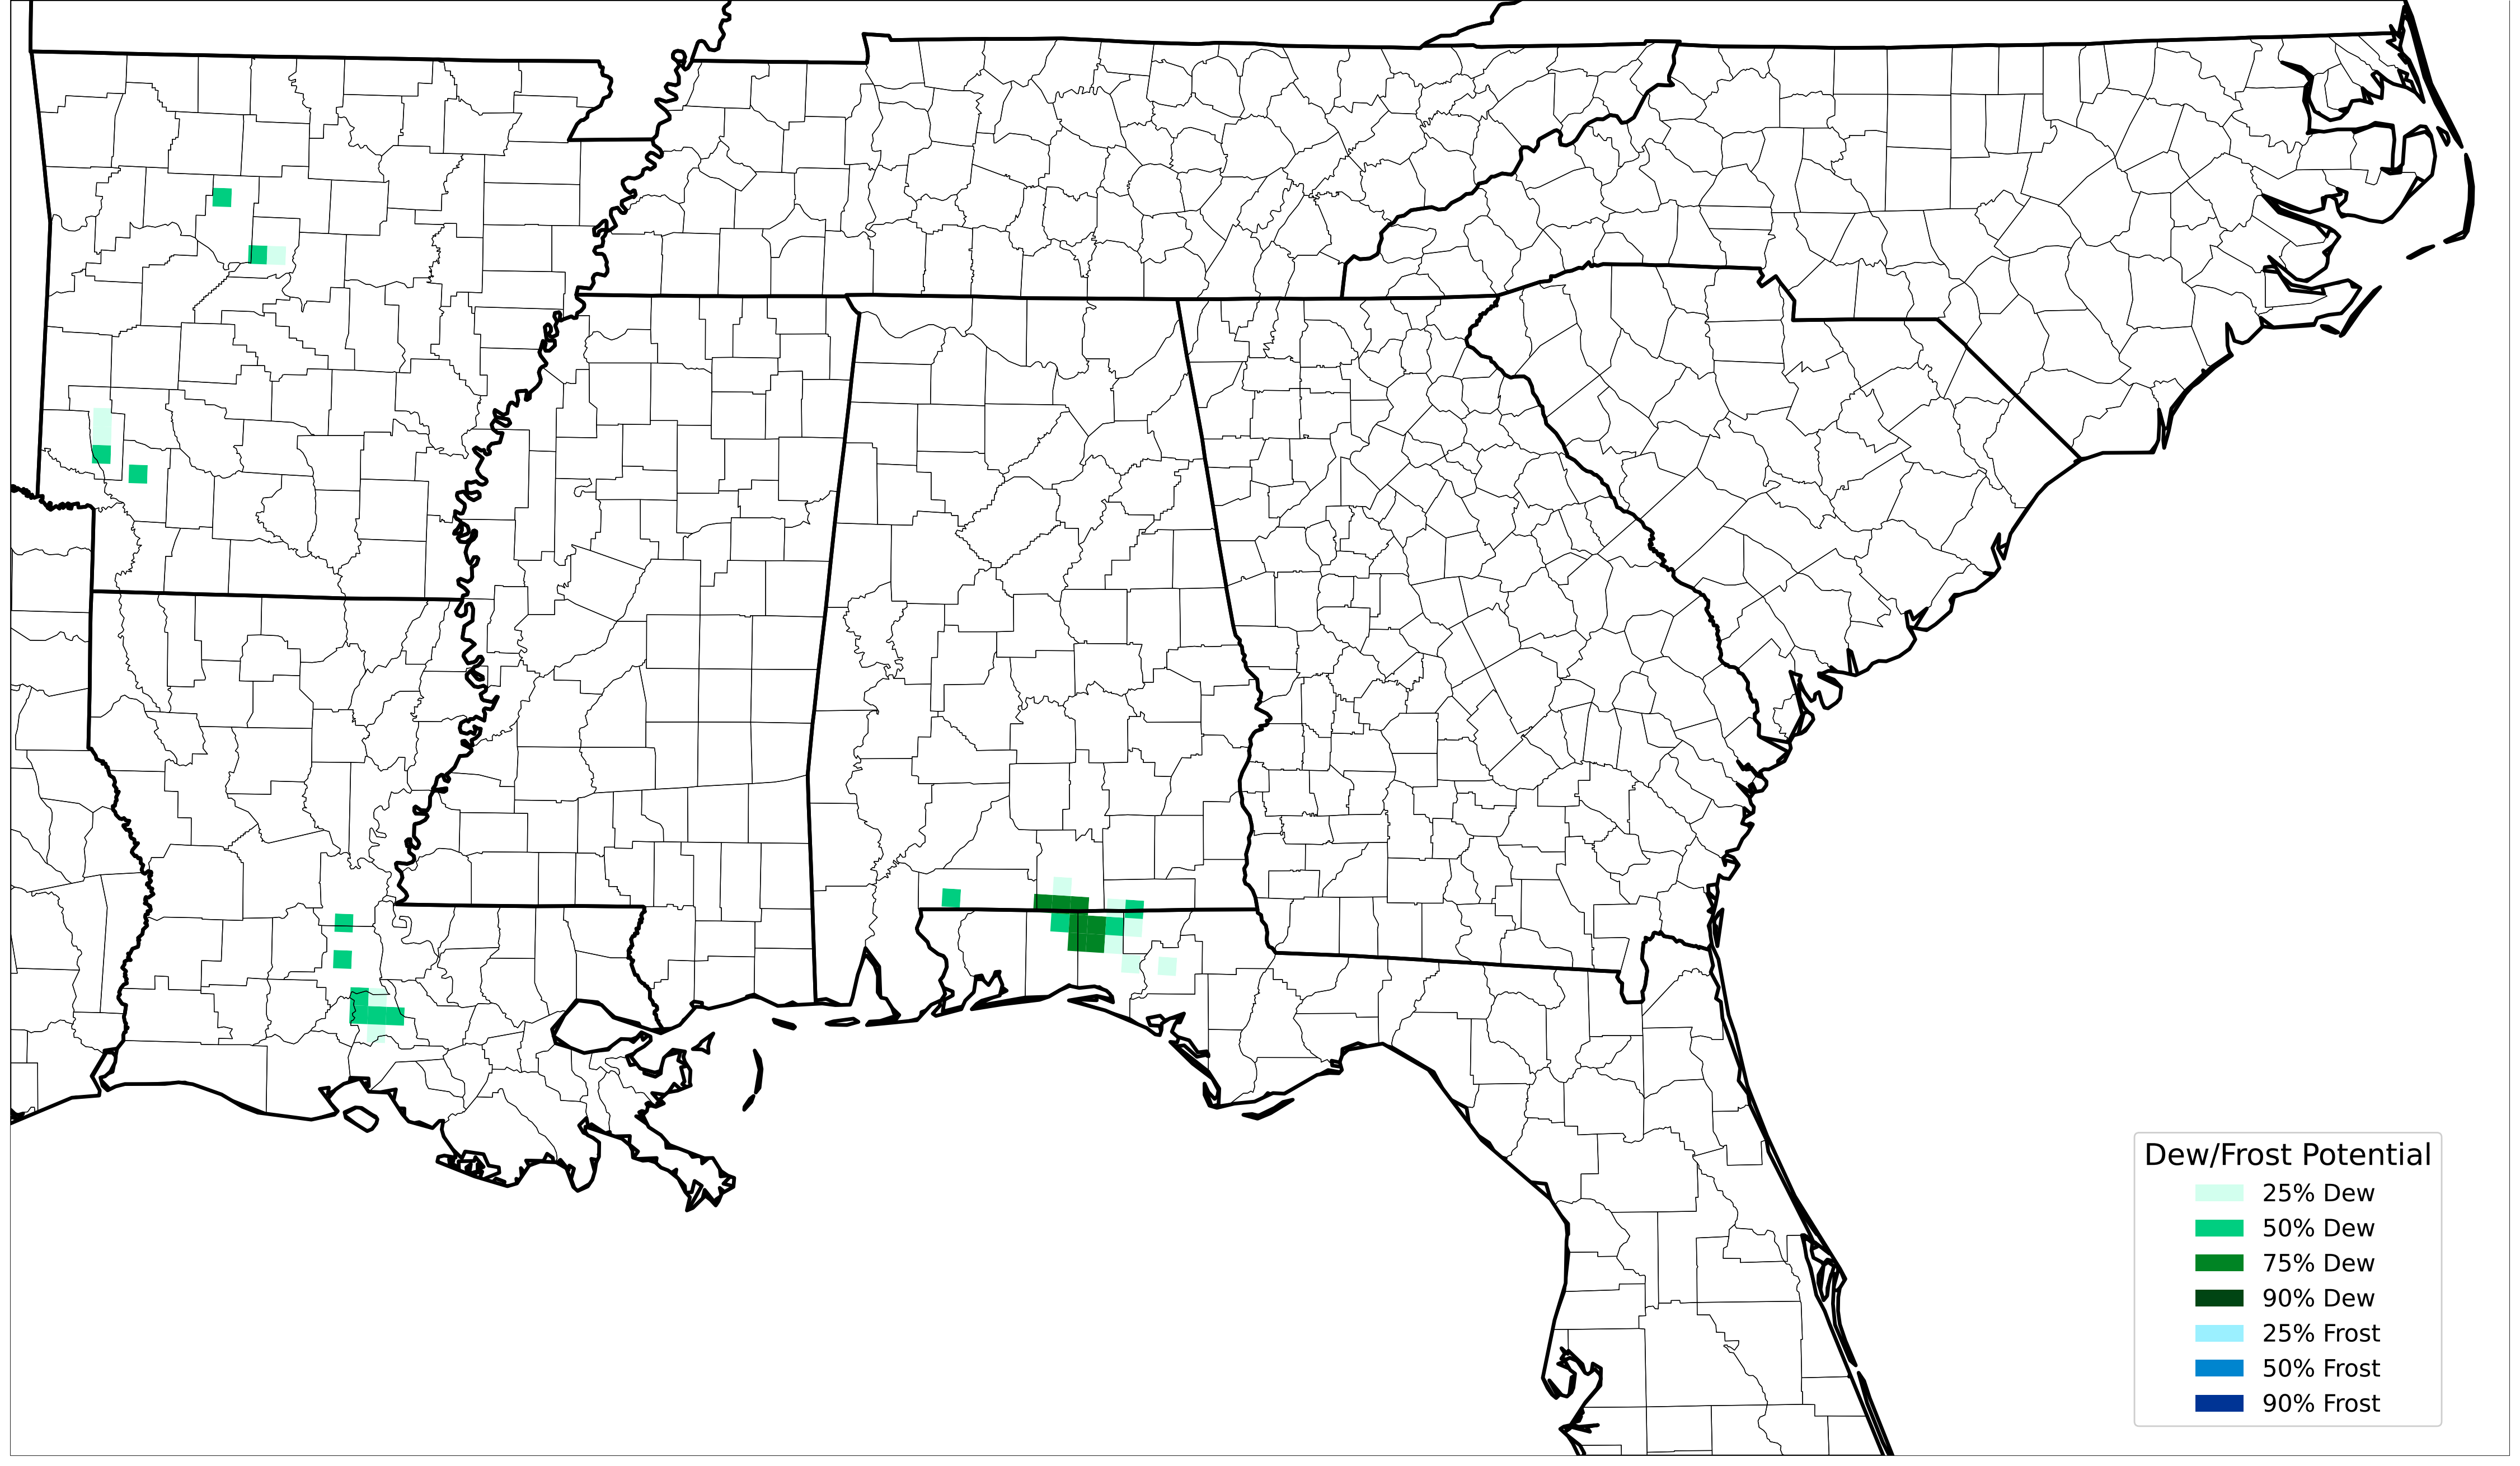 Dew/Frost Potential
25% Dew
50% Dew
75% Dew
90% Dew
25% Frost
50% Frost
90% Frost